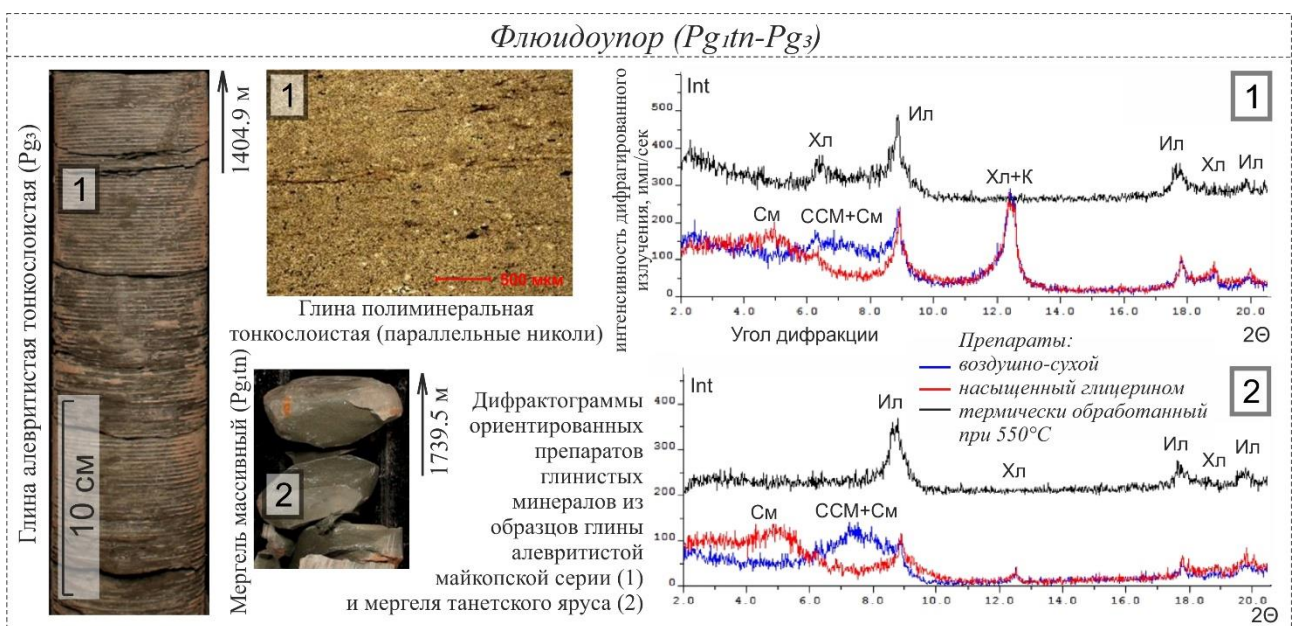 Флюидоупор (Pg₁tn-Pg₃)
Глина алевритистая тонкослоистая (Pg₃)
1
10 см
1404.9 м
1
500 мкм
Глина полиминеральная
тонкослоистая (параллельные николи)
Мергель массивный (Pg₁tn)
2
1739.5 м
Дифрактограммы
ориентированных
препаратов
глинистых
минералов из
образцов глины
алевритистой
майкопской серии (1)
и мергеля танетского яруса (2)
интенсивность дифрагированного
излучения, имп/сек
Int
1
500
400
300
200
100
0
Хл
Ил
Хл+К
Ил
Хл
Ил
См
ССМ+См
2.0 4.0 6.0 8.0 10.0 12.0 14.0 16.0 18.0 20.0
Угол дифракции
2Θ
Препараты:
воздушно-сухой
насыщенный глицерином
термически обработанный
при 550°С
Int
2
400
300
200
100
0
Ил
Хл
Ил
Хл
Ил
См
ССМ+См
2.0 4.0 6.0 8.0 10.0 12.0 14.0 16.0 18.0 20.0
2Θ